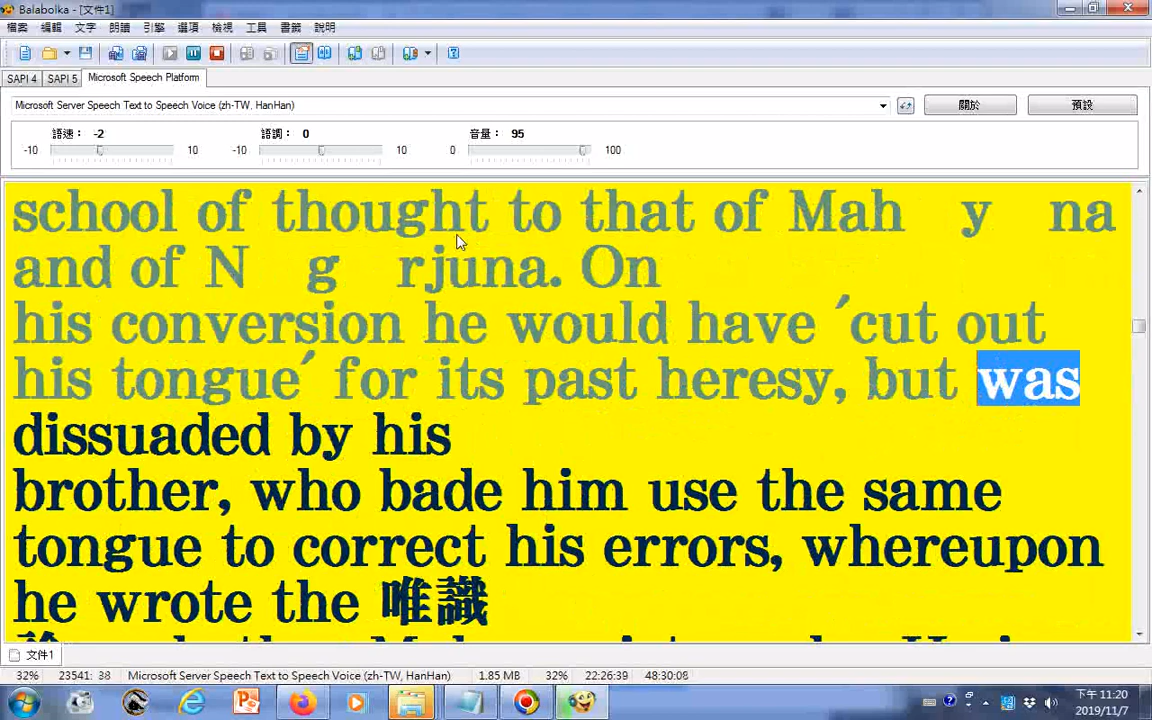 Balabolka - [文件1]
檔案 編輯 文字 朗讀 引擎 選項 檢視 工具 書籤 說明
SAPI 4 SAPI 5 Microsoft Speech Platform
Microsoft Server Speech Text to Speech Voice (zh-TW, HanHan) 關於 預設
語速： -2 語調： 0 音量： 95
-10 10 -10 10 0 100
school of thought to that of Mah y na
and of N g rjuna. On
his conversion he would have ′cut out
his tongue′ for its past heresy, but was
dissuaded by his
brother, who bade him use the same
tongue to correct his errors, whereupon
he wrote the 唯識
文件1
32% 23541: 38 Microsoft Server Speech Text to Speech Voice (zh-TW, HanHan) 1.85 MB 32% 22:26:39 48:30:08
下午 11:20
2019/11/7